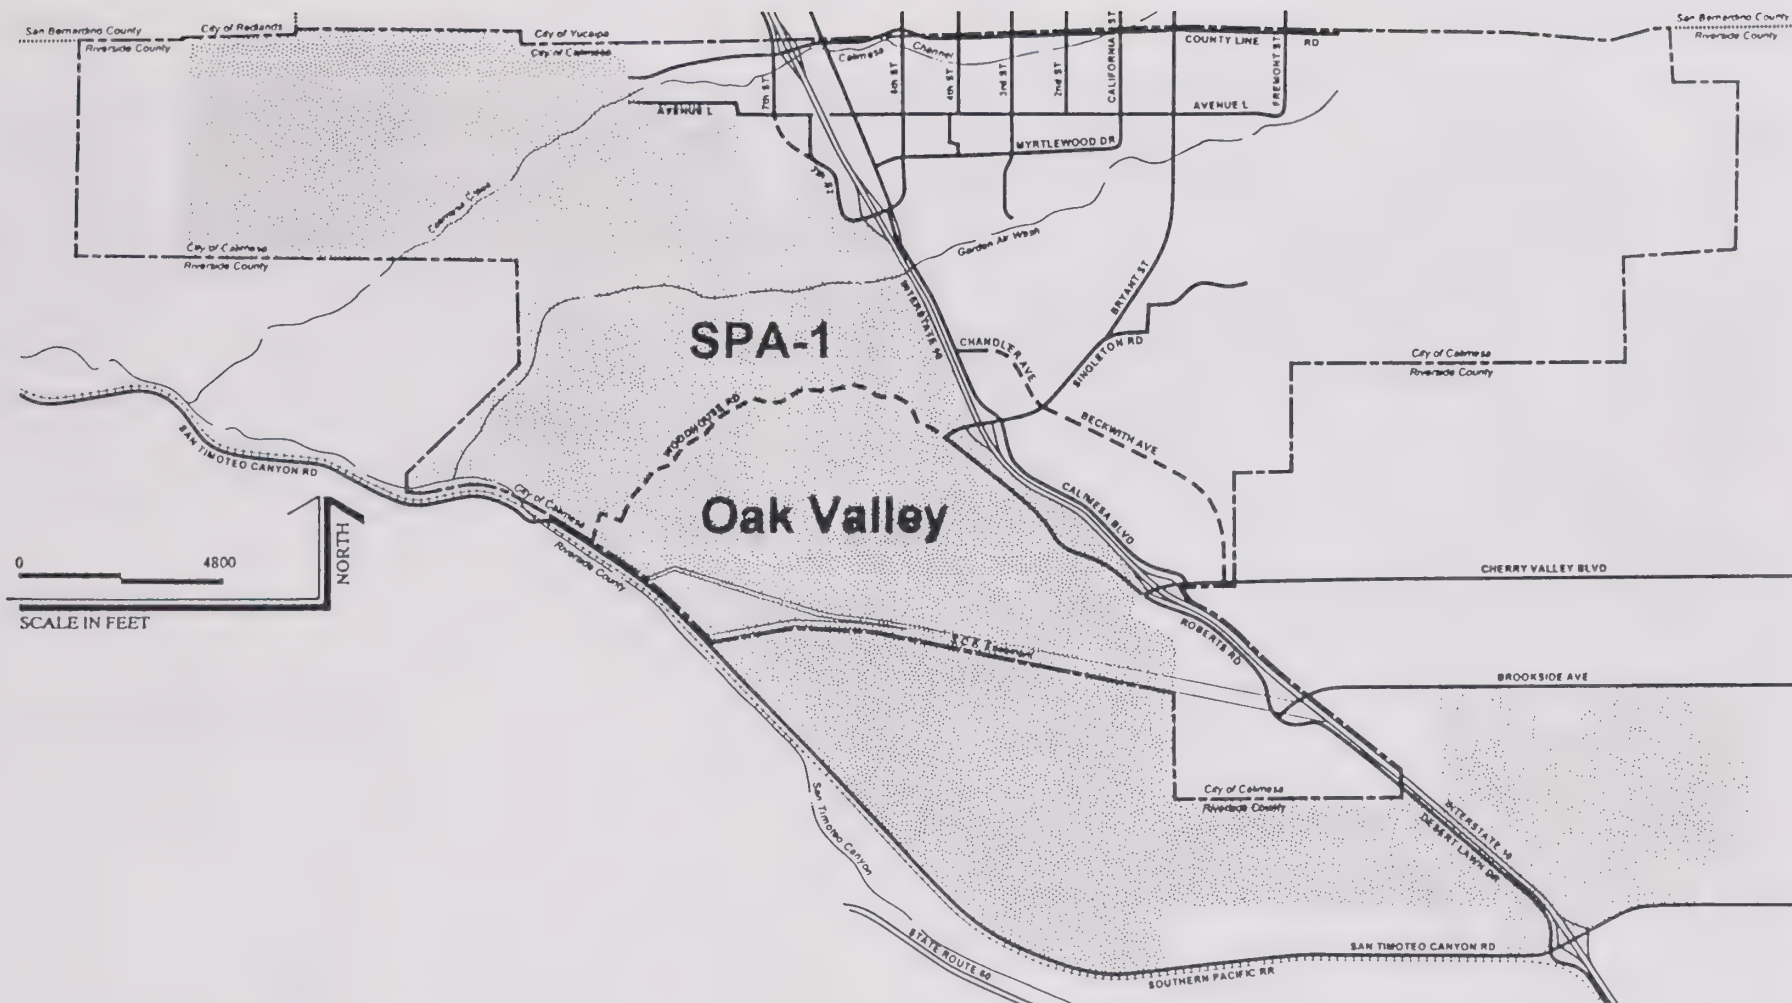 San Bernardino County
Riverside County
City of Redlands
City of Yucaipa
City of Calimesa
Calimesa Channel
COUNTY LINE RD
San Bernardino County
Riverside County
7th ST
4th ST
3rd ST
2nd ST
CALIFORNIA ST
FREMONT ST
AVENUE L
AVENUE L
MYRTLEWOOD DR
7th ST
Calimesa Creek
Garden Air Wash
City of Calimesa
Riverside County
INTERSTATE 10
BRYANT ST
SPA-1
CHANDLER AVE
SINGLETON RD
City of Calimesa
Riverside County
WOODHOUSE RD
BECKWITH AVE
SAN TIMOTEO CANYON RD
City of Calimesa
Riverside County
Oak Valley
CALIMESA BLVD
NORTH
0 4800
SCALE IN FEET
CHERRY VALLEY BLVD
ROBERTS RD
BROOKSIDE AVE
City of Calimesa
Riverside County
INTERSTATE 10
DESERT LAWN DR
San Timoteo Canyon
STATE ROUTE 60
SAN TIMOTEO CANYON RD
SOUTHERN PACIFIC RR